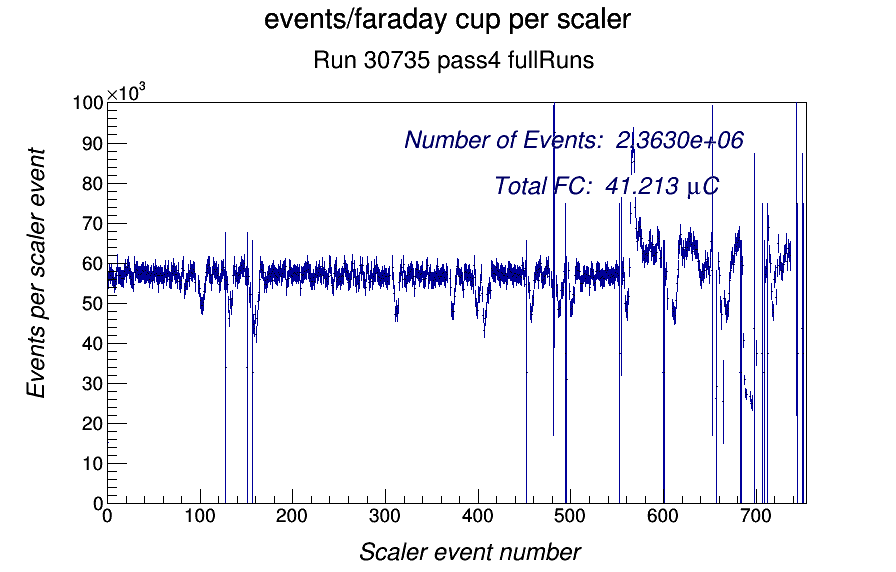 events/faraday cup per scaler
Run 30735 pass4 fullRuns
×10³
100
90
80
70
60
50
40
30
20
10
0
Events per scaler event
Number of Events: 2.3630e+06
Total FC: 41.213 μC
0 100 200 300 400 500 600 700
Scaler event number